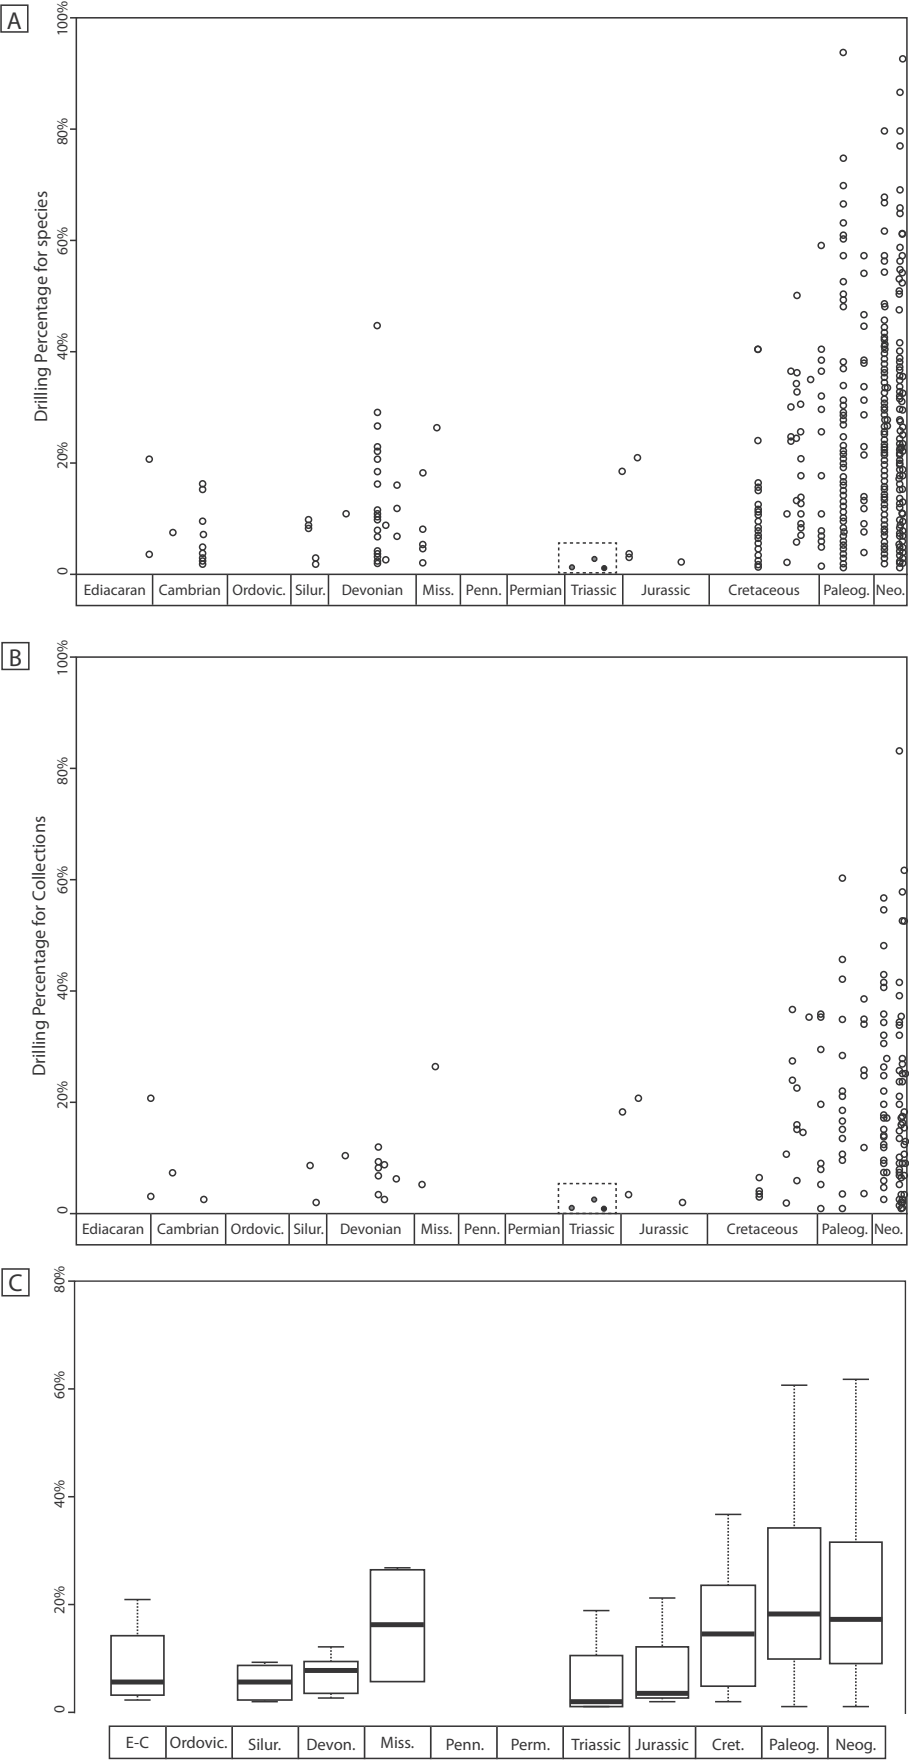 A
Drilling Percentage for species
100%
80%
60%
40%
20%
0
Ediacaran Cambrian Ordovic. Silur. Devonian Miss. Penn. Permian Triassic Jurassic Cretaceous Paleog. Neo.
B
Drilling Percentage for Collections
100%
80%
60%
40%
20%
0
Ediacaran Cambrian Ordovic. Silur. Devonian Miss. Penn. Permian Triassic Jurassic Cretaceous Paleog. Neo.
C
80%
60%
40%
20%
0
E-C Ordovic. Silur. Devon. Miss. Penn. Perm. Triassic Jurassic Cret. Paleog. Neog.